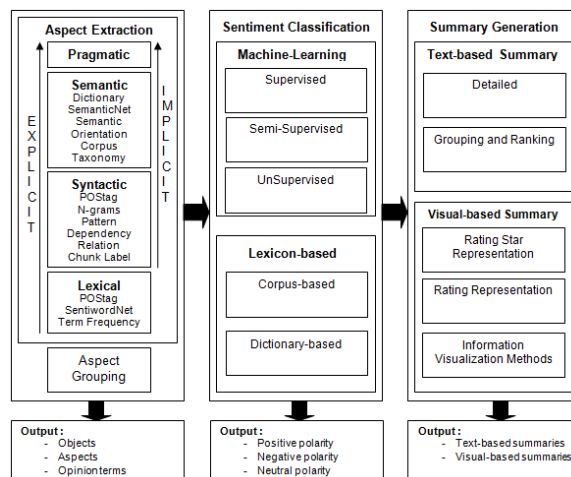 Aspect Extraction
Pragmatic
Semantic
Dictionary
SemanticNet
Semantic
Orientation
Corpus
Taxonomy
Syntactic
POStag
N-grams
Pattern
Dependency
Relation
Chunk Label
Lexical
POStag
SentiwordNet
Term Frequency
EXPLICIT
IMPLICIT
Aspect
Grouping
Output :
- Objects
- Aspects
- Opinion terms
Sentiment Classification
Machine-Learning
Supervised
Semi-Supervised
UnSupervised
Lexicon-based
Corpus-based
Dictionary-based
Output :
- Positive polarity
- Negative polarity
- Neutral polarity
Summary Generation
Text-based Summary
Detailed
Grouping and Ranking
Visual-based Summary
Rating Star
Representation
Rating Representation
Information
Visualization Methods
Output :
- Text-based summaries
- Visual-based summaries